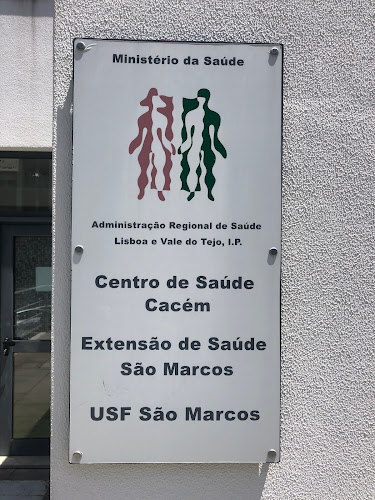 Ministério da Saúde
Administração Regional de Saúde
Lisboa e Vale do Tejo, I.P.
Centro de Saúde
Cacém
Extensão de Saúde
São Marcos
USF São Marcos